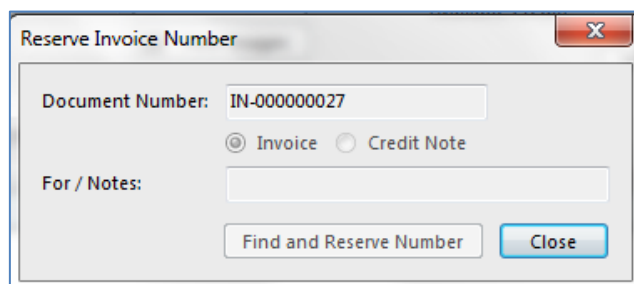 Reserve Invoice Number
Document Number: IN-000000027
Invoice Credit Note
For / Notes:
Find and Reserve Number Close